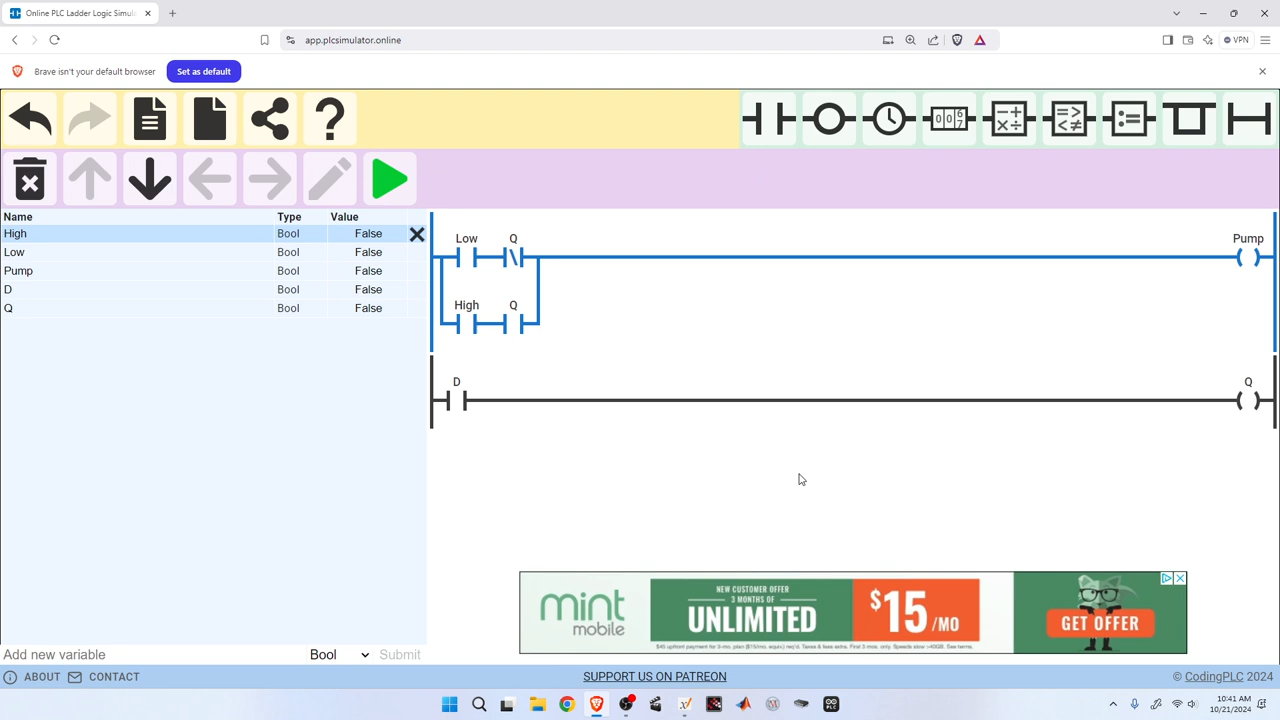 Online PLC Ladder Logic Simula
app.plcsimulator.online
VPN
Brave isn't your default browser
Set as default
?
Name Type Value
High Bool False
Low Bool False
Pump Bool False
D Bool False
Q Bool False
Low Q Pump
High Q
D Q
mint
mobile
NEW CUSTOMER OFFER
3 MONTHS OF
UNLIMITED
$15/MO
GET OFFER
Add new variable Bool Submit
ABOUT CONTACT
SUPPORT US ON PATREON
© CodingPLC 2024
10:41 AM
10/21/2024